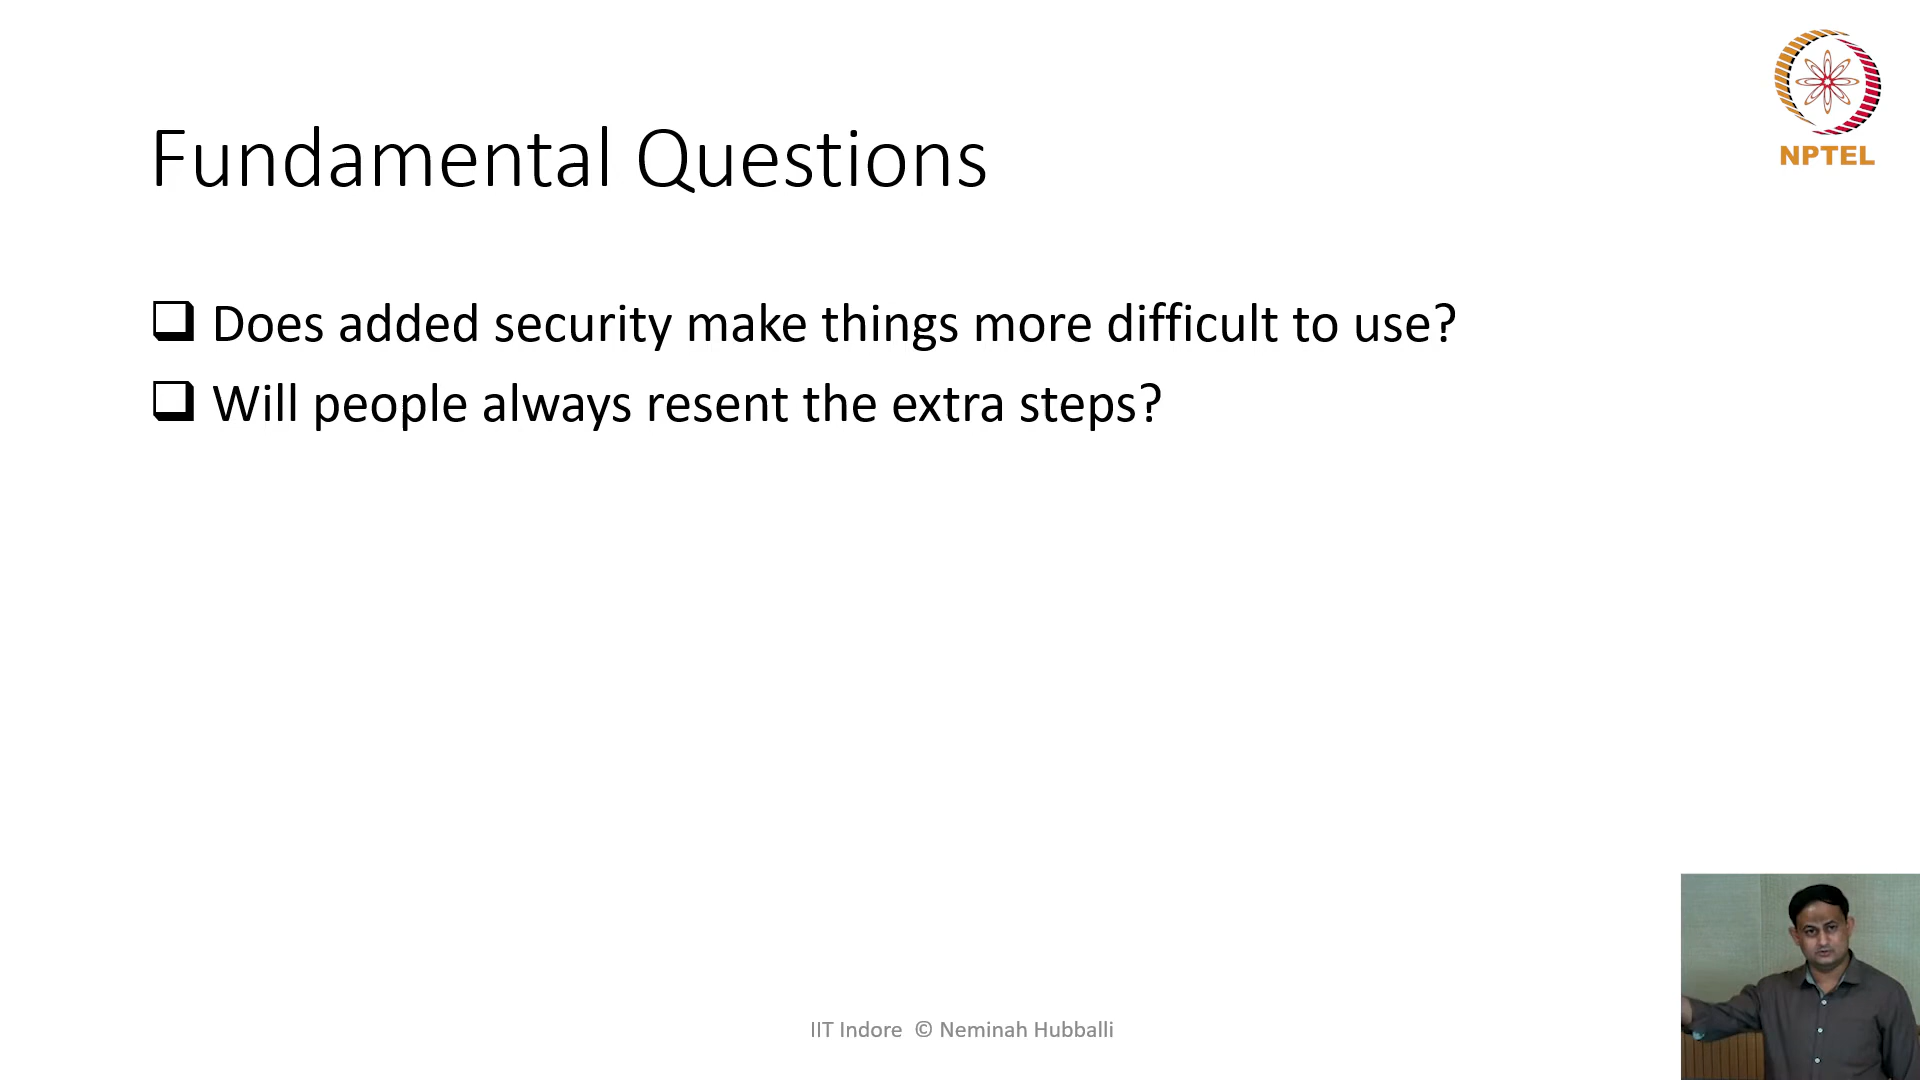 NPTEL
Fundamental Questions
Does added security make things more difficult to use?
Will people always resent the extra steps?
IIT Indore © Neminah Hubballi